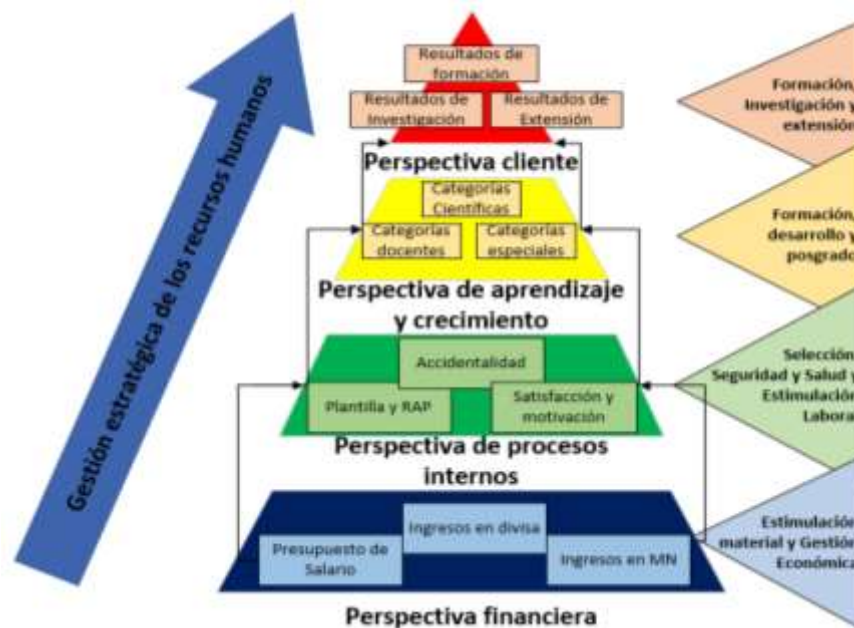 Gestión estratégica de los recursos humanos
Resultados de
formación
Resultados de
Investigación
Resultados de
Extensión
Perspectiva cliente
Formación,
Investigación y
extensión
Categorías
Científicas
Categorías
docentes
Categorías
especiales
Perspectiva de aprendizaje
y crecimiento
Formación,
desarrollo y
posgrado
Accidentalidad
Plantilla y RAP
Satisfacción y
motivación
Perspectiva de procesos
internos
Selección,
Seguridad y Salud y
Estimulación
Labora
Ingresos en divisa
Presupuesto de
Salario
Ingresos en MN
Perspectiva financiera
Estimulación
material y Gestión
Económica